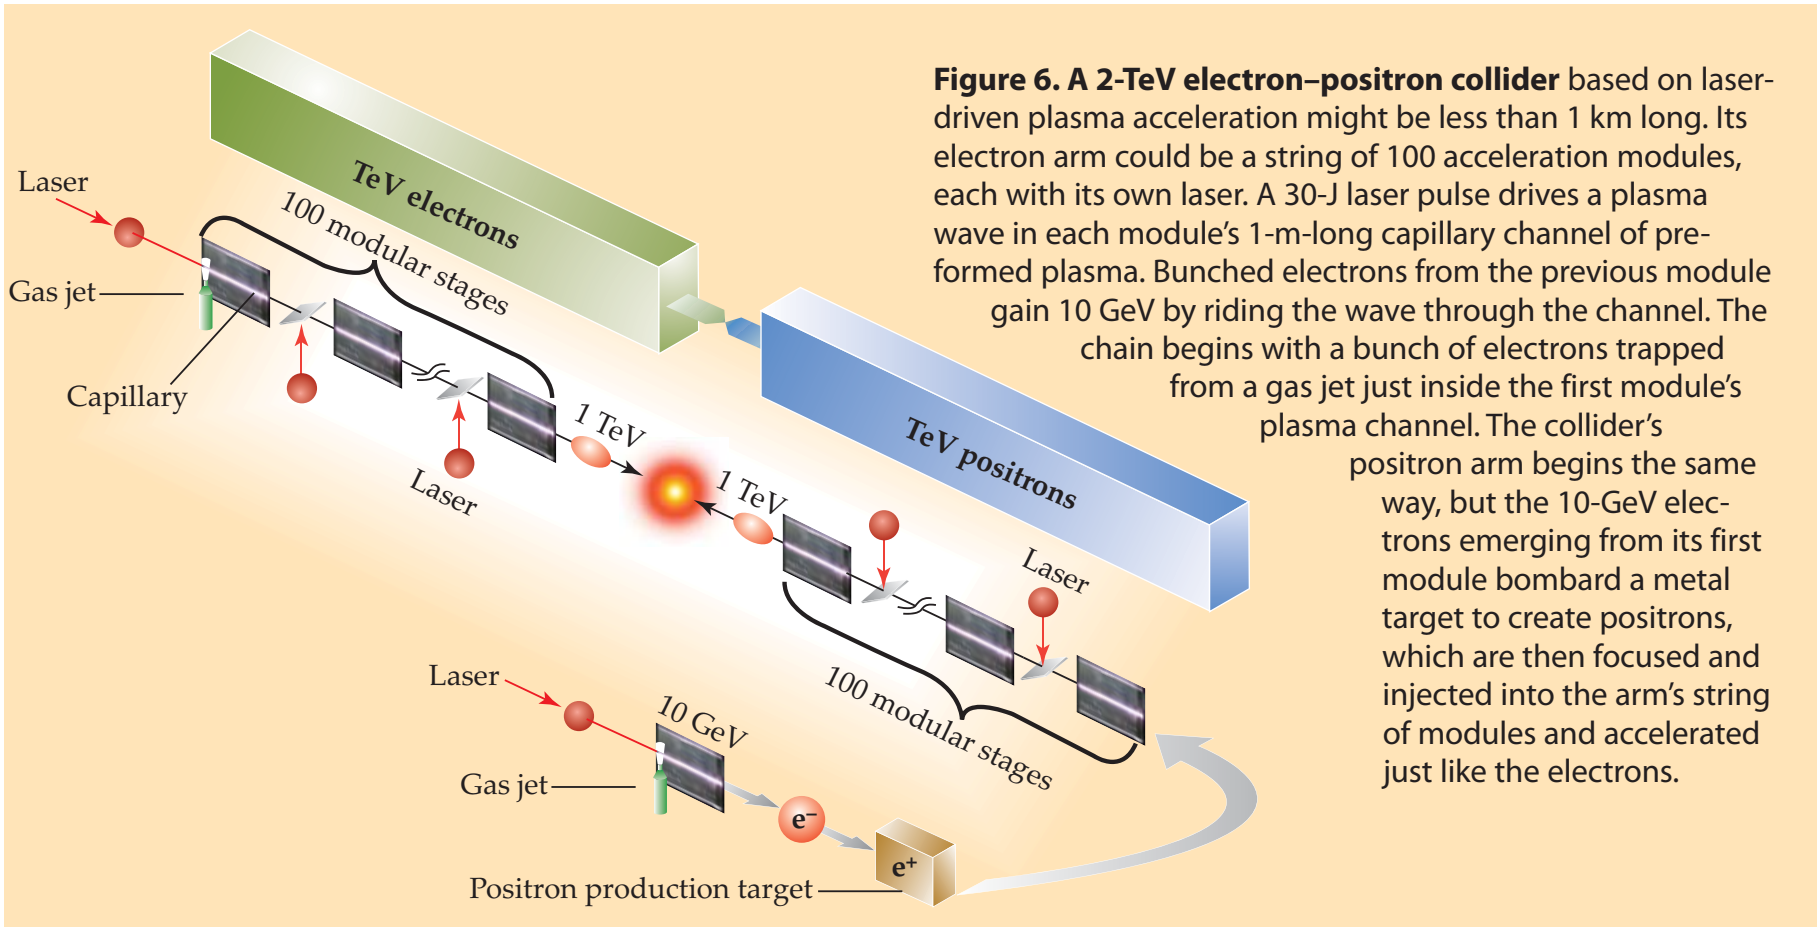 Figure 6. A 2-TeV electron–positron collider based on laser-
driven plasma acceleration might be less than 1 km long. Its
electron arm could be a string of 100 acceleration modules,
each with its own laser. A 30-J laser pulse drives a plasma
wave in each module's 1-m-long capillary channel of pre-
formed plasma. Bunched electrons from the previous module
gain 10 GeV by riding the wave through the channel. The
chain begins with a bunch of electrons trapped
from a gas jet just inside the first module's
plasma channel. The collider's
positron arm begins the same
way, but the 10-GeV elec-
trons emerging from its first
module bombard a metal
target to create positrons,
which are then focused and
injected into the arm's string
of modules and accelerated
just like the electrons.
TeV electrons
100 modular stages
Laser
Gas jet
Capillary
Laser
1 TeV
1 TeV
TeV positrons
Laser
100 modular stages
Laser
10 GeV
Gas jet
e⁻
e⁺
Positron production target